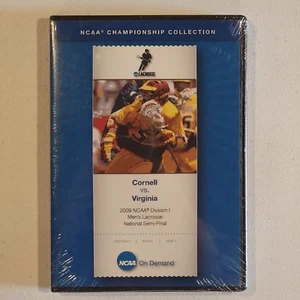 NCAA® CHAMPIONSHIP COLLECTION
LACROSSE
Cornell
vs.
Virginia
2009 NCAA® Division I
Men's Lacrosse
National Semi-Final
NCAA On Demand